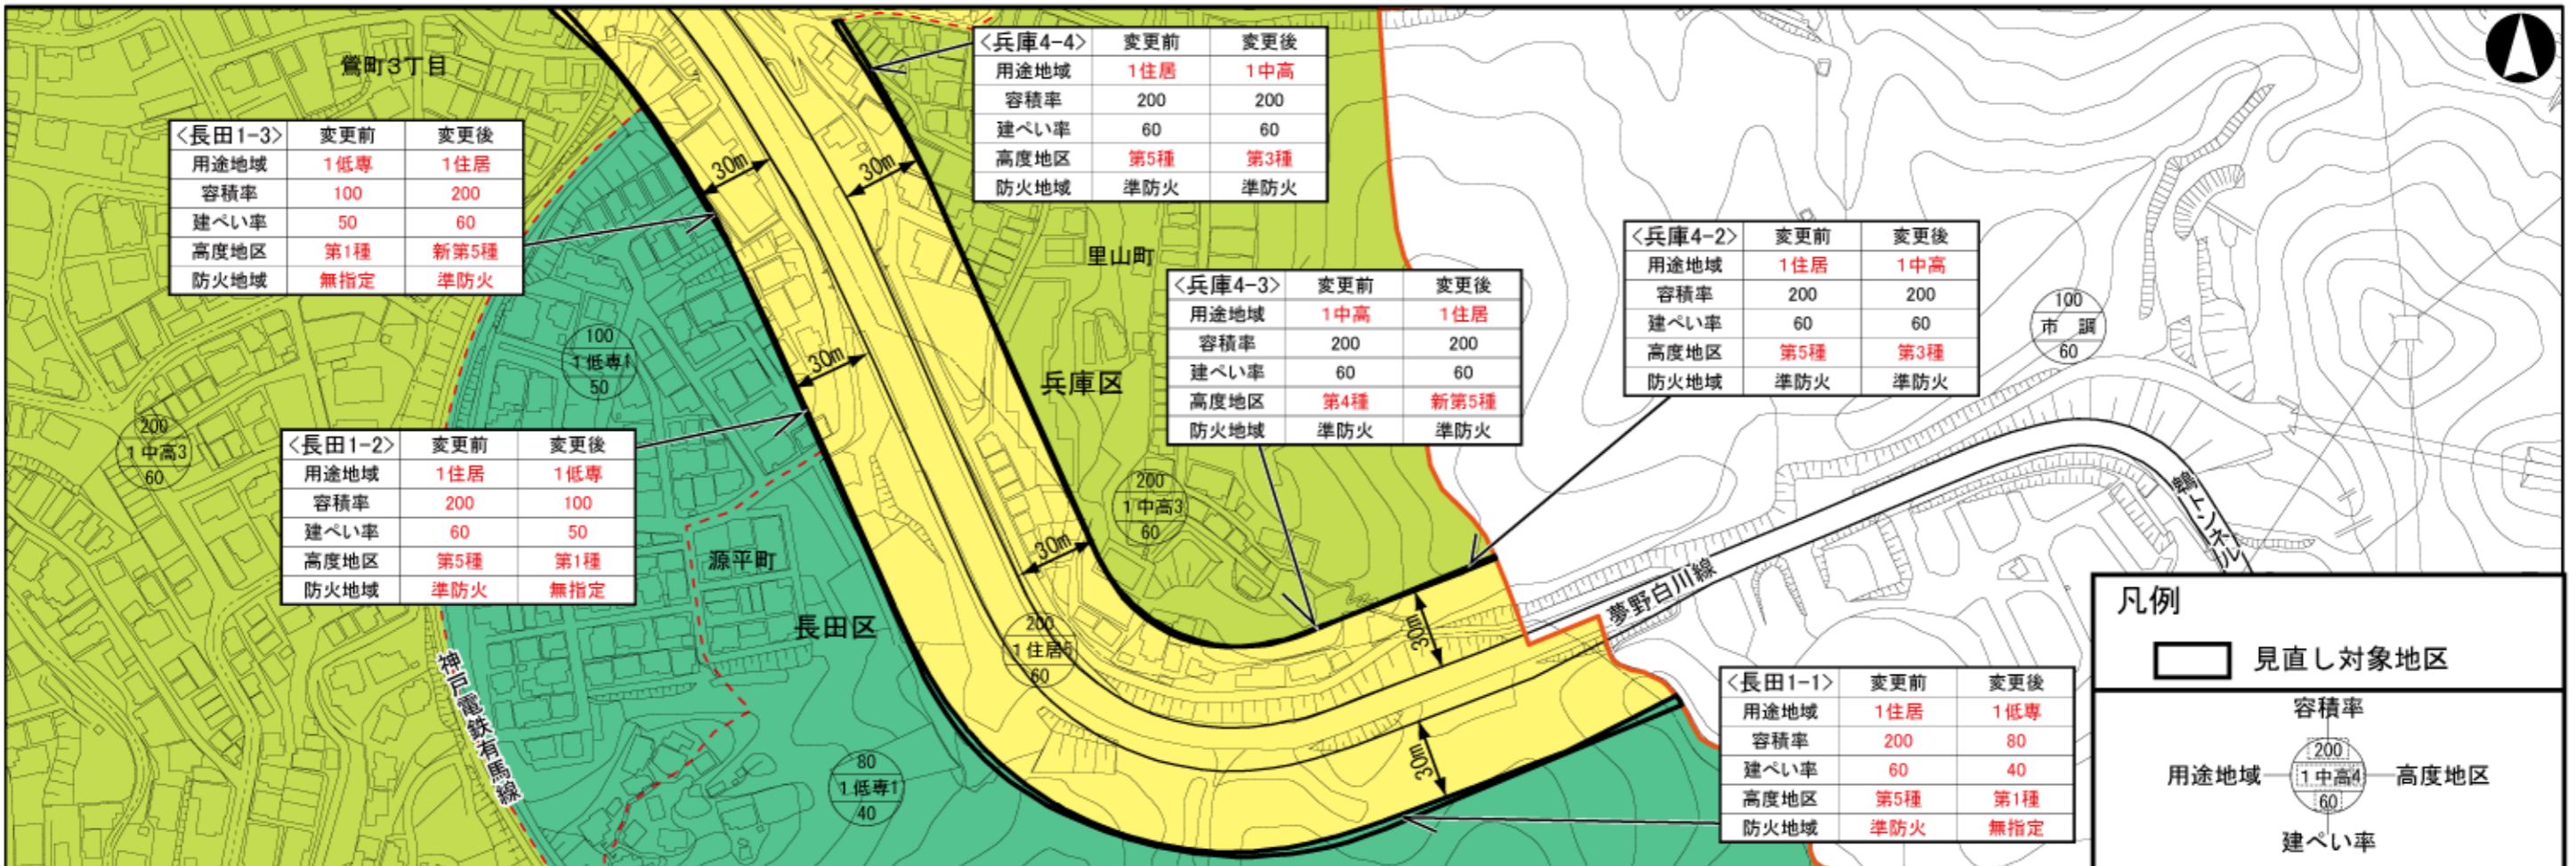 鶯町3丁目
<兵庫4-4> 変更前 変更後
用途地域 1住居 1中高
容積率 200 200
建ぺい率 60 60
高度地区 第5種 第3種
防火地域 準防火 準防火
<長田1-3> 変更前 変更後
用途地域 1低専 1住居
容積率 100 200
建ぺい率 50 60
高度地区 第1種 新第5種
防火地域 無指定 準防火
30m
30m
里山町
<兵庫4-2> 変更前 変更後
用途地域 1住居 1中高
容積率 200 200
建ぺい率 60 60
高度地区 第5種 第3種
防火地域 準防火 準防火
<兵庫4-3> 変更前 変更後
用途地域 1中高 1住居
容積率 200 200
建ぺい率 60 60
高度地区 第4種 新第5種
防火地域 準防火 準防火
100
市 調
60
100
1低専1
50
30m
兵庫区
200
1中高3
60
<長田1-2> 変更前 変更後
用途地域 1住居 1低専
容積率 200 100
建ぺい率 60 50
高度地区 第5種 第1種
防火地域 準防火 無指定
200
1中高3
60
30m
源平町
長田区
200
1住居5
60
30m
夢野白川線
トンネル
神戸電鉄有馬線
80
1低専1
40
30m
<長田1-1> 変更前 変更後
用途地域 1住居 1低専
容積率 200 80
建ぺい率 60 40
高度地区 第5種 第1種
防火地域 準防火 無指定
凡例
見直し対象地区
容積率
200
用途地域 1中高4 高度地区
60
建ぺい率